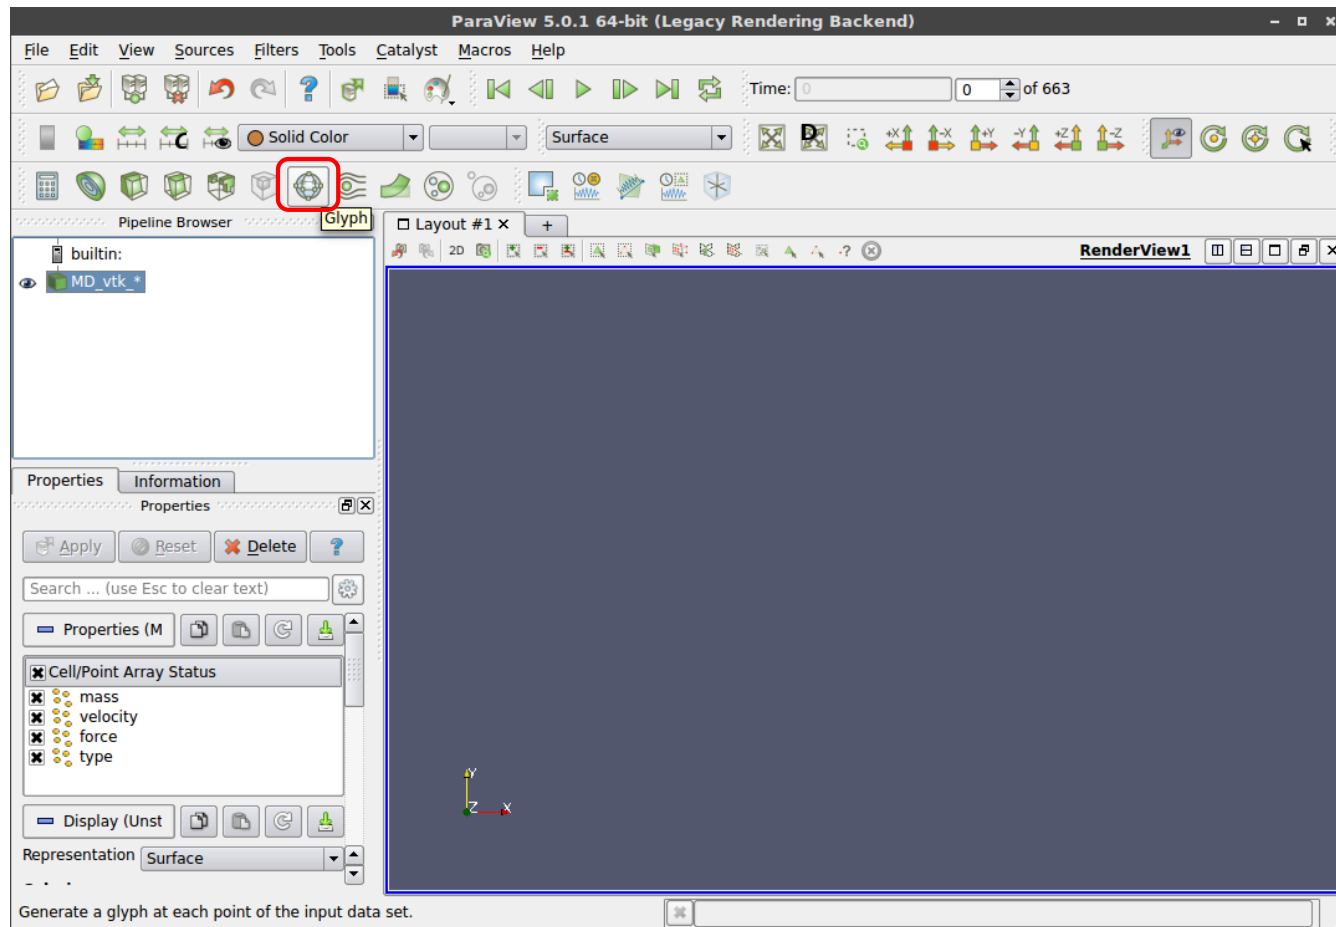 ParaView 5.0.1 64-bit (Legacy Rendering Backend)
File Edit View Sources Filters Tools Catalyst Macros Help
Time: 0 0 of 663
Solid Color Surface
+X -X +Y -Y +Z -Z
Glyph
Pipeline Browser
Layout #1
builtin:
2D RenderView1
MD_vtk_*
Properties Information
Properties
Apply Reset Delete ?
Search ... (use Esc to clear text)
Properties (M
Cell/Point Array Status
mass
velocity
force
type
Y
Z X
Display (Unst
Representation Surface
Generate a glyph at each point of the input data set.